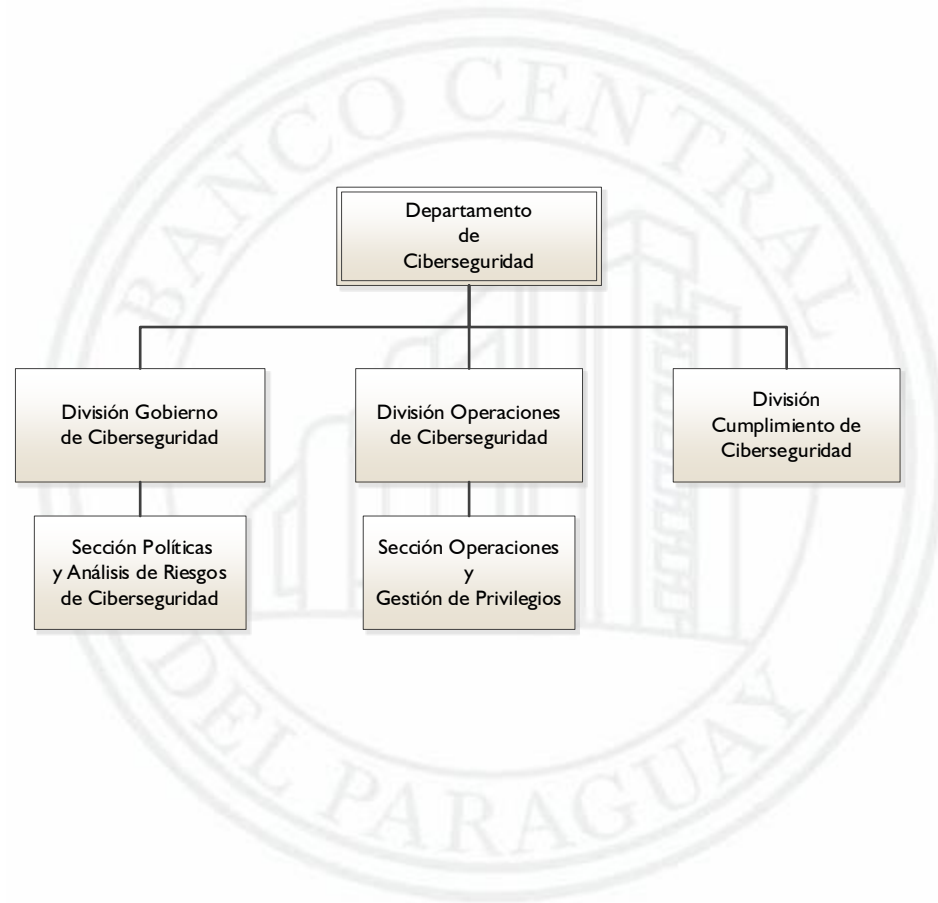 BANCO CENTRAL
DEL PARAGUAY
Departamento
de
Ciberseguridad
División Gobierno
de Ciberseguridad
División Operaciones
de Ciberseguridad
División
Cumplimiento de
Ciberseguridad
Sección Políticas
y Análisis de Riesgos
de Ciberseguridad
Sección Operaciones
y
Gestión de Privilegios